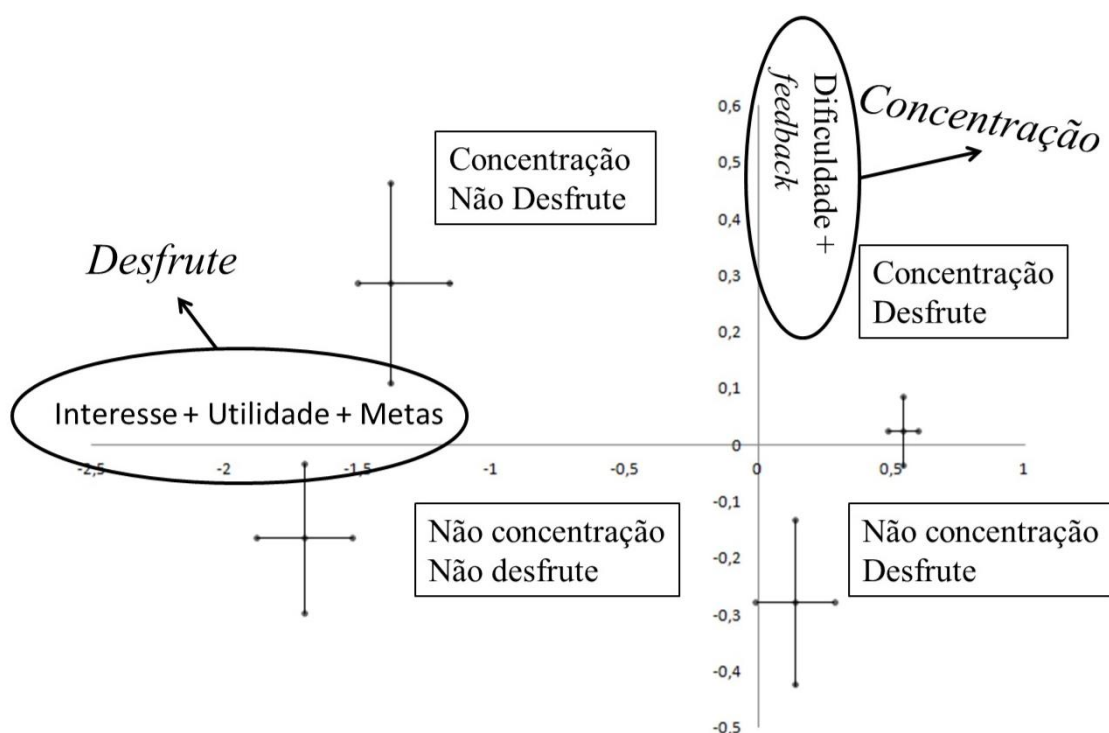 Dificuldade +
feedback
Concentração
0,6
0,5
0,4
0,3
0,2
0,1
0
-0,1
-0,2
-0,3
-0,4
-0,5
Concentração
Não Desfrute
Desfrute
Concentração
Desfrute
Interesse + Utilidade + Metas
-2,5
-2
-1,5
-1
-0,5
0
0,5
1
Não concentração
Não desfrute
Não concentração
Desfrute